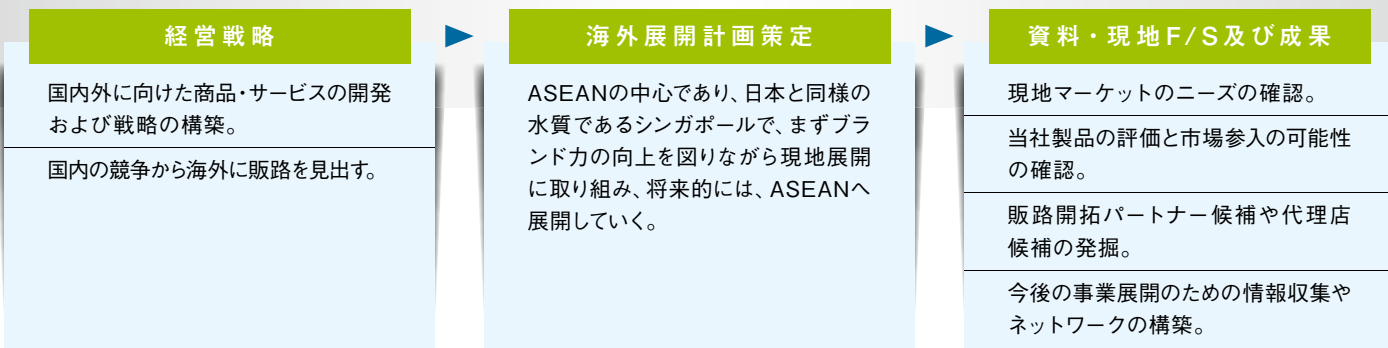 経営戦略
国内外に向けた商品・サービスの開発
および戦略の構築。
国内の競争から海外に販路を見出す。
海外展開計画策定
ASEANの中心であり、日本と同様の
水質であるシンガポールで、まずブラ
ンド力の向上を図りながら現地展開
に取り組み、将来的には、ASEANへ
展開していく。
資料・現地F/S及び成果
現地マーケットのニーズの確認。
当社製品の評価と市場参入の可能性
の確認。
販路開拓パートナー候補や代理店
候補の発掘。
今後の事業展開のための情報収集や
ネットワークの構築。